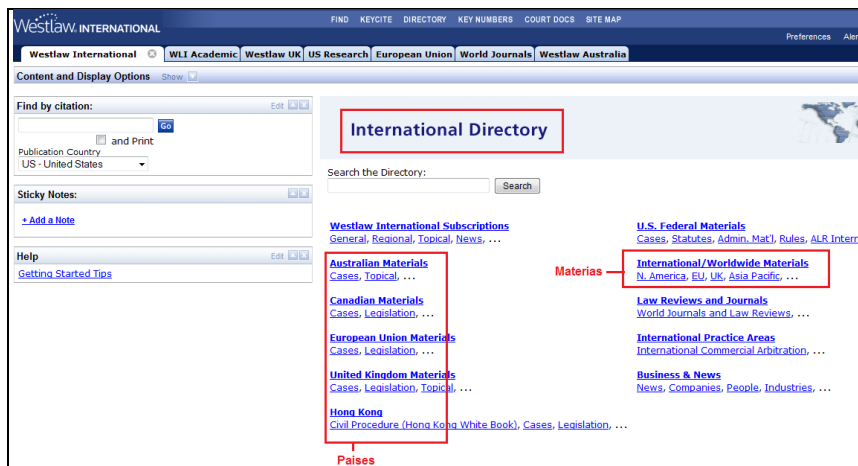 Westlaw. INTERNATIONAL
FIND KEYCITE DIRECTORY KEY NUMBERS COURT DOCS SITE MAP
Preferences
Westlaw International WLI Academic Westlaw UK US Research European Union World Journals Westlaw Australia
Content and Display Options Show
Find by citation: Edit
Go
and Print
Publication Country
US - United States
Sticky Notes:
+ Add a Note
Help Edit
Getting Started Tips
International Directory
Search the Directory:
Search
Westlaw International Subscriptions
General, Regional, Topical, News, ...
Australian Materials
Cases, Topical, ...
Canadian Materials
Cases, Legislation, ...
European Union Materials
Cases, Legislation, ...
United Kingdom Materials
Cases, Legislation, Topical, ...
Hong Kong
Civil Procedure (Hong Kong White Book), Cases, Legislation, ...
Paises
U.S. Federal Materials
Cases, Statutes, Admin. Mat'l, Rules, ALR Intern
Materias
International/Worldwide Materials
N. America, EU, UK, Asia Pacific, ...
Law Reviews and Journals
World Journals and Law Reviews, ...
International Practice Areas
International Commercial Arbitration, ...
Business & News
News, Companies, People, Industries, ...